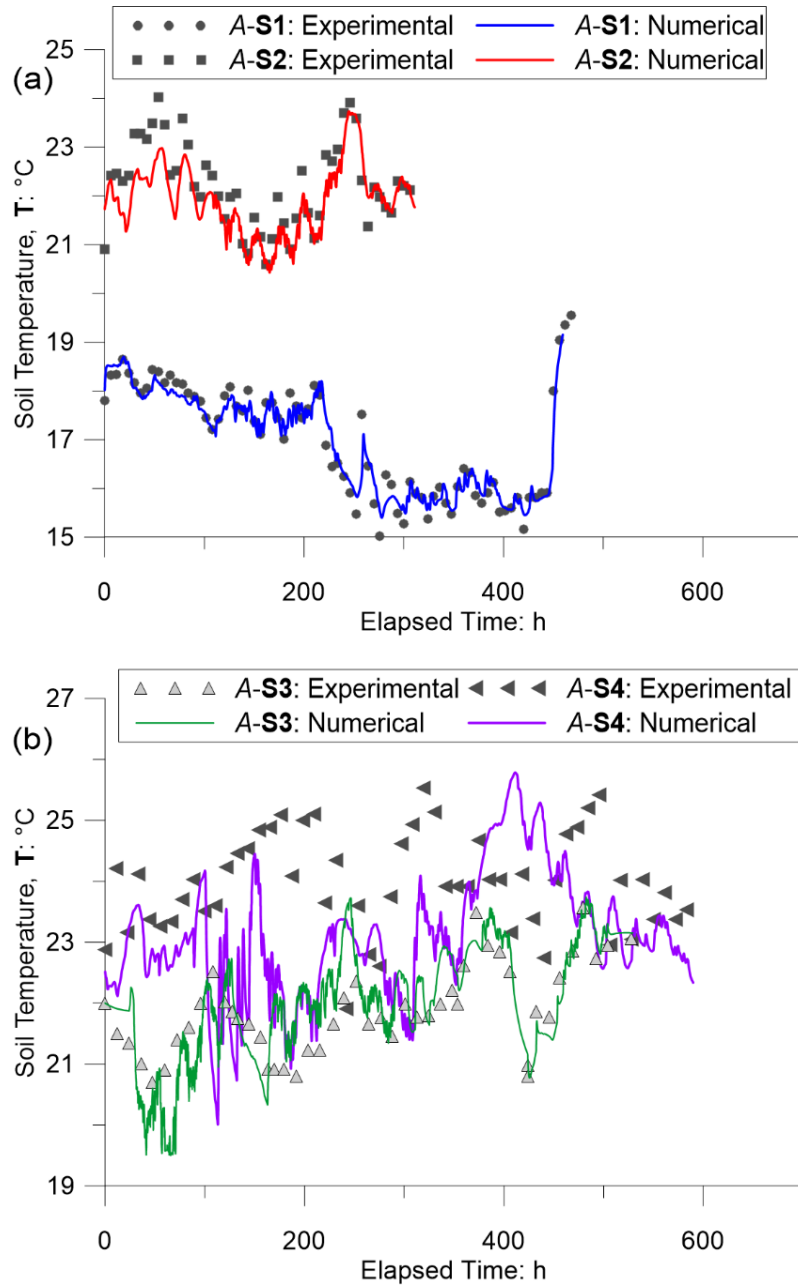 A-S1: Experimental A-S1: Numerical
A-S2: Experimental A-S2: Numerical
(a)
25
23
21
19
17
15
Soil Temperature, T: °C
0 200 400 600
Elapsed Time: h
A-S3: Experimental A-S4: Experimental
A-S3: Numerical A-S4: Numerical
(b)
27
25
23
21
19
Soil Temperature, T: °C
0 200 400 600
Elapsed Time: h